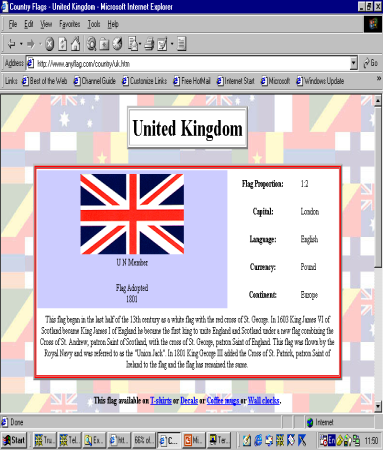 Country Flags - United Kingdom - Microsoft Internet Explorer
File Edit View Favorites Tools Help
Address http://www.anyflag.com/country/uk.htm Go
Links Best of the Web Channel Guide Customize Links Free HotMail Internet Start Microsoft Windows Update
United Kingdom
U N Member
Flag Adopted
1801
Flag Proportion: 1:2
Capital: London
Language: English
Currency: Pound
Continent: Europe
This flag began in the last half of the 13th century as a white flag with the red cross of St. George. In 1603 King James VI of
Scotland became King James I of England he became the first king to unite England and Scotland under a new flag combining the
Cross of St. Andrew, patron Saint of Scotland, with the cross of St. George, patron Saint of England. This flag was flown by the
Royal Navy and was referred to as the "Union Jack". In 1801 King George III added the Cross of St. Patrick, patron Saint of
Ireland to the flag and the flag has remained the same.
This flag available on T-shirts or Decals or Coffee mugs or Wall clocks.
Done Internet
Start Tru... Tel... Ex... 66% of... C... Mi... Ter... En 11:50